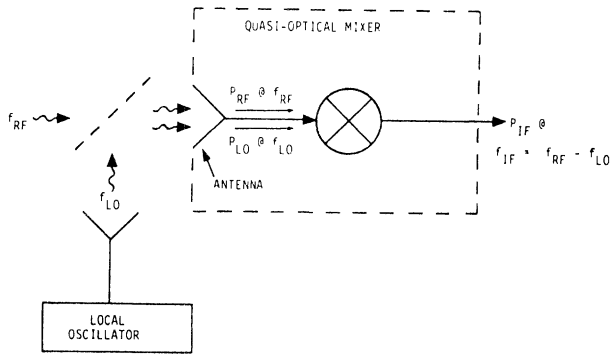 QUASI-OPTICAL MIXER
P_RF @ f_RF
f_RF
P_LO @ f_LO
P_IF @
f_IF = f_RF - f_LO
ANTENNA
f_LO
LOCAL
OSCILLATOR